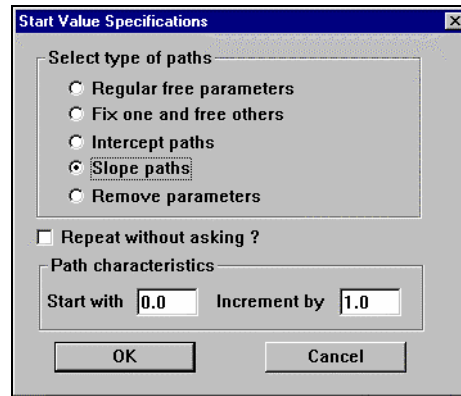 Start Value Specifications
Select type of paths
Regular free parameters
Fix one and free others
Intercept paths
Slope paths
Remove parameters
Repeat without asking ?
Path characteristics
Start with 0.0 Increment by 1.0
OK Cancel